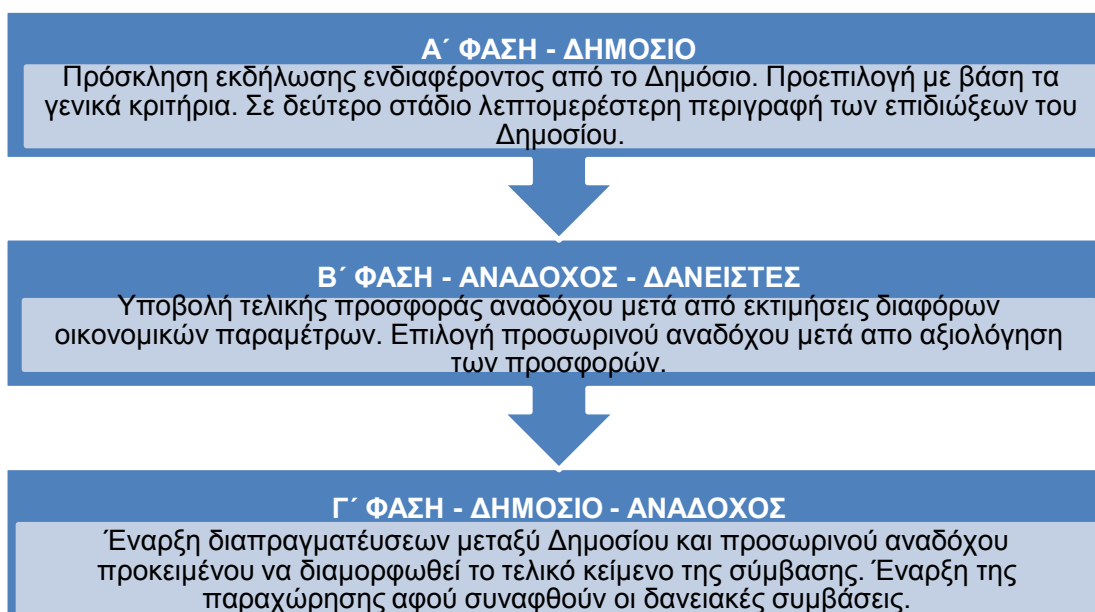 Α΄ ΦΑΣΗ - ΔΗΜΟΣΙΟ
Πρόσκληση εκδήλωσης ενδιαφέροντος από το Δημόσιο. Προεπιλογή με βάση τα
γενικά κριτήρια. Σε δεύτερο στάδιο λεπτομερέστερη περιγραφή των επιδιώξεων του
Δημοσίου.
Β΄ ΦΑΣΗ - ΑΝΑΔΟΧΟΣ - ΔΑΝΕΙΣΤΕΣ
Υποβολή τελικής προσφοράς αναδόχου μετά από εκτιμήσεις διαφόρων
οικονομικών παραμέτρων. Επιλογή προσωρινού αναδόχου μετά απο αξιολόγηση
των προσφορών.
Γ΄ ΦΑΣΗ - ΔΗΜΟΣΙΟ - ΑΝΑΔΟΧΟΣ
Έναρξη διαπραγματέυσεων μεταξύ Δημοσίου και προσωρινού αναδόχου
προκειμένου να διαμορφωθεί το τελικό κείμενο της σύμβασης. Έναρξη της
παραχώρησης αφού συναφθούν οι δανειακές συμβάσεις.